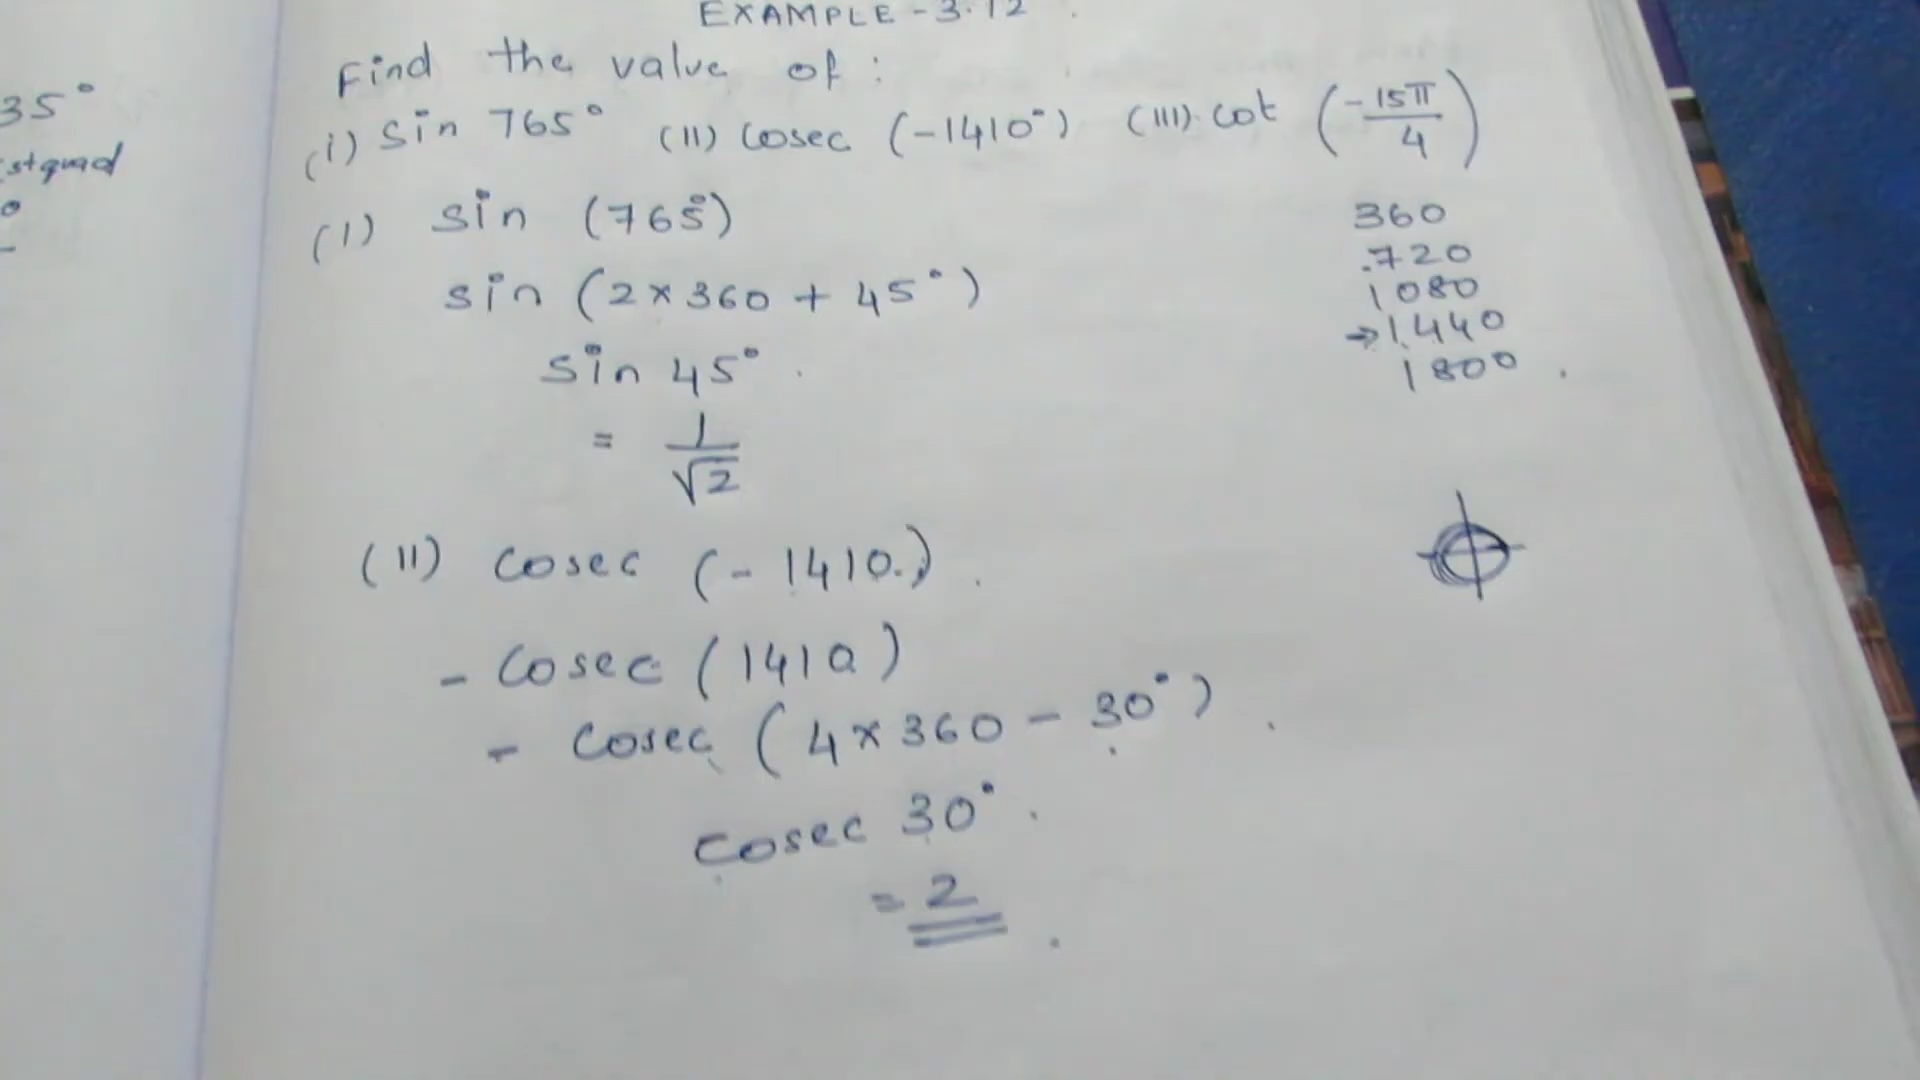 35°
st quad
EXAMPLE - 3.12
Find the value of :
(i) Sin 765° (II) Cosec (-1410°) (III) cot (-15π/4)
(I) Sin (765°)
sin (2×360 + 45°)
sin 45°
= 1/√2
360
720
1080
→1440
1800
(II) Cosec (-1410.)
- Cosec (1410)
- Cosec (4×360 - 30°)
Cosec 30°
= 2